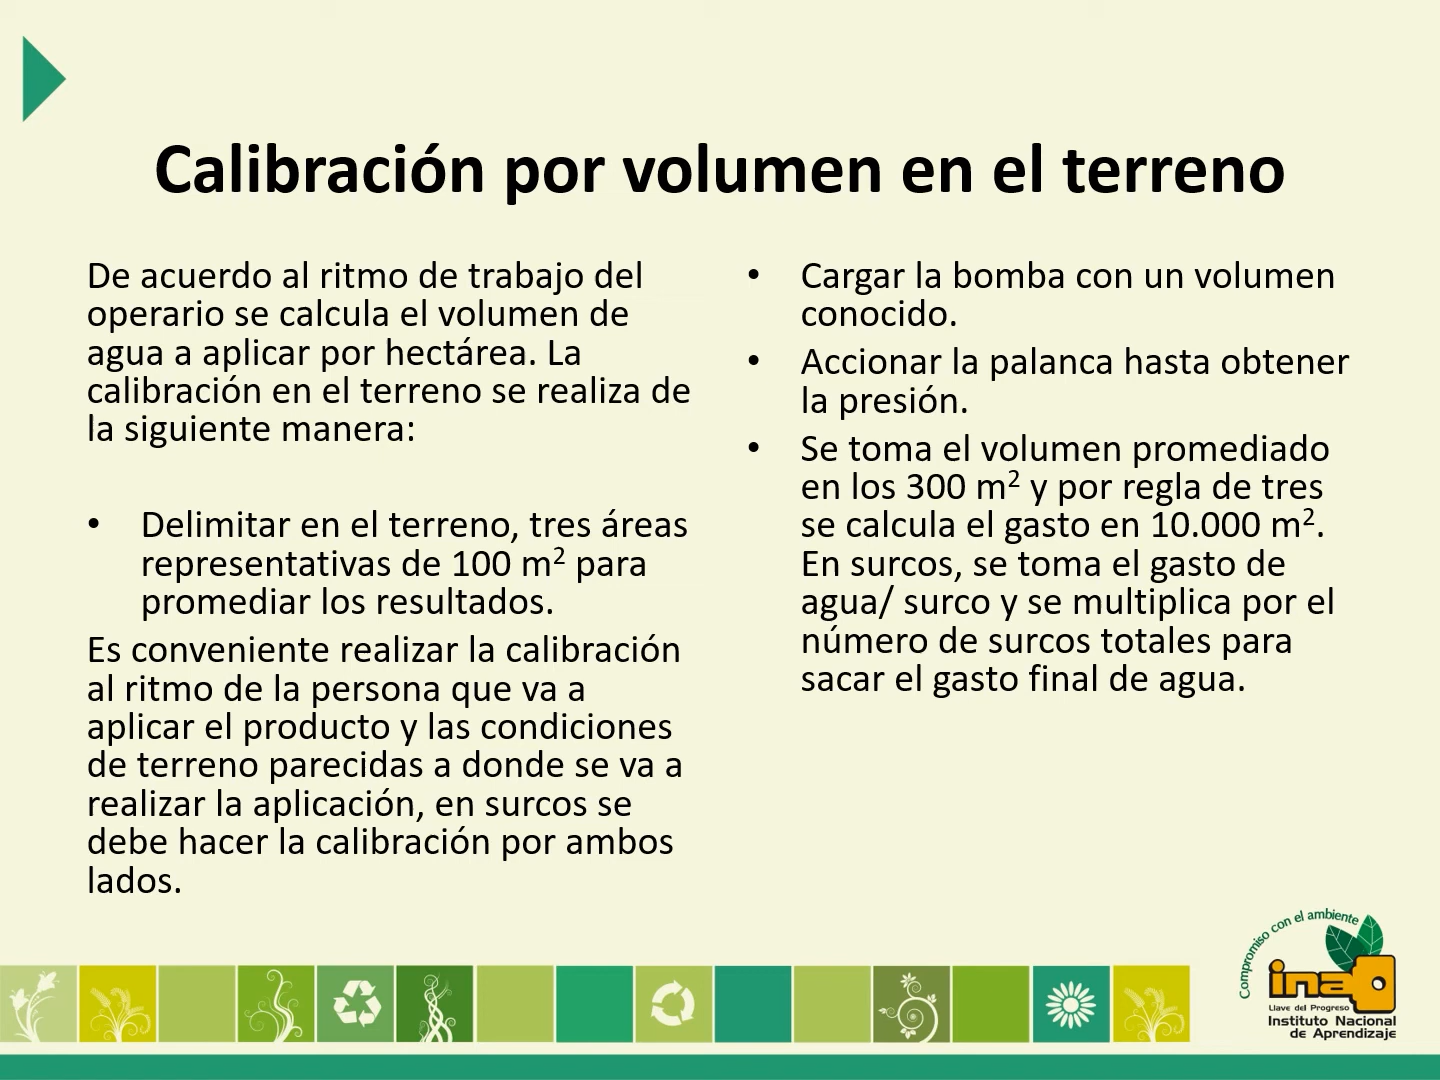 Calibración por volumen en el terreno
De acuerdo al ritmo de trabajo del
operario se calcula el volumen de
agua a aplicar por hectárea. La
calibración en el terreno se realiza de
la siguiente manera:
• Delimitar en el terreno, tres áreas
representativas de 100 m² para
promediar los resultados.
Es conveniente realizar la calibración
al ritmo de la persona que va a
aplicar el producto y las condiciones
de terreno parecidas a donde se va a
realizar la aplicación, en surcos se
debe hacer la calibración por ambos
lados.
• Cargar la bomba con un volumen
conocido.
• Accionar la palanca hasta obtener
la presión.
• Se toma el volumen promediado
en los 300 m² y por regla de tres
se calcula el gasto en 10.000 m².
En surcos, se toma el gasto de
agua/ surco y se multiplica por el
número de surcos totales para
sacar el gasto final de agua.
Compromiso con el ambiente
ina
Llave del Progreso
Instituto Nacional
de Aprendizaje